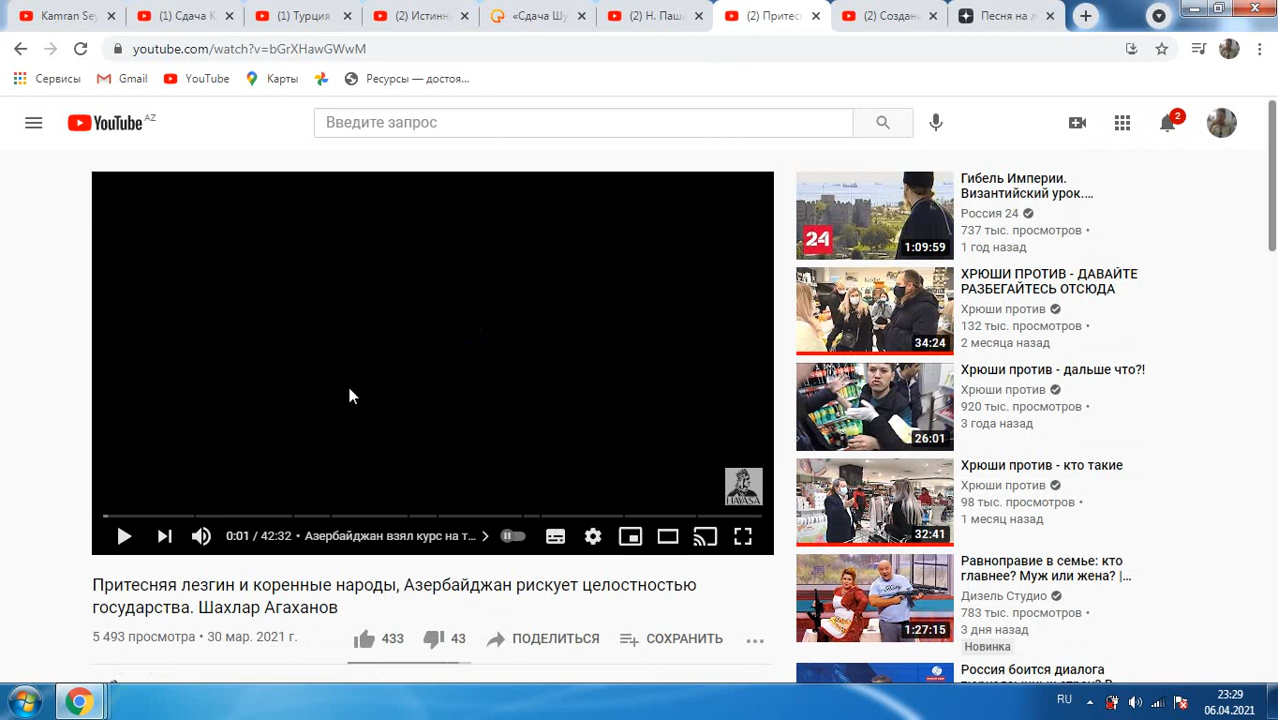 Kamran Sey
(1) Сдача К
(1) Турция
(2) Истинн
«Сдача Шу
(2) Н. Паш
(2) Притес
(2) Создан
Песня на л
youtube.com/watch?v=bGrXHawGWwM
Сервисы Gmail YouTube Карты Ресурсы — достоя...
YouTube AZ
Введите запрос
2
HAYASA
0:01 / 42:32 • Азербайджан взял курс на т...
Притесняя лезгин и коренные народы, Азербайджан рискует целостностью
государства. Шахлар Агаханов
5 493 просмотра • 30 мар. 2021 г.
433 43 ПОДЕЛИТЬСЯ СОХРАНИТЬ
24
1:09:59
Гибель Империи.
Византийский урок....
Россия 24
737 тыс. просмотров •
1 год назад
34:24
ХРЮШИ ПРОТИВ - ДАВАЙТЕ
РАЗБЕГАЙТЕСЬ ОТСЮДА
Хрюши против
132 тыс. просмотров •
2 месяца назад
26:01
Хрюши против - дальше что?!
Хрюши против
920 тыс. просмотров •
3 года назад
32:41
Хрюши против - кто такие
Хрюши против
98 тыс. просмотров •
1 месяц назад
1:27:15
Равноправие в семье: кто
главнее? Муж или жена? |...
Дизель Студио
783 тыс. просмотров •
3 дня назад
Новинка
Россия боится диалога
RU
23:29
06.04.2021